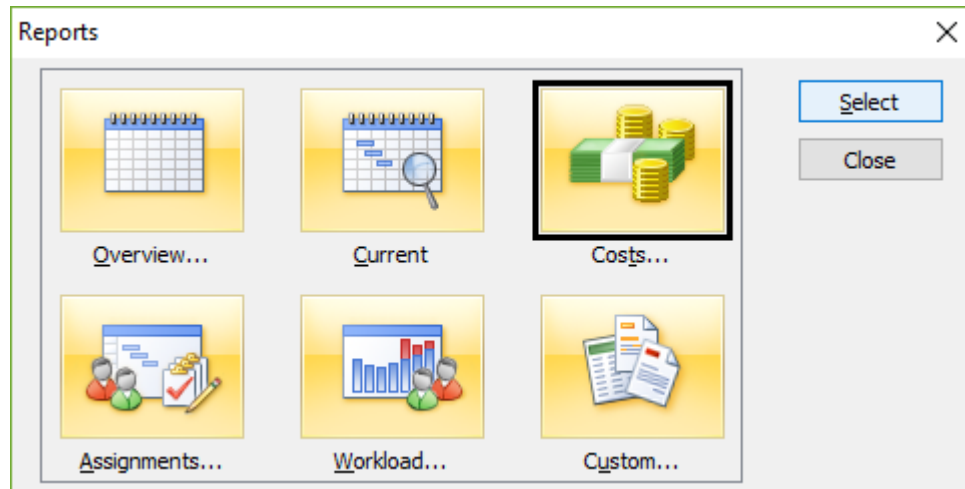 Reports
Select
Close
Overview... Current Costs...
Assignments... Workload... Custom...